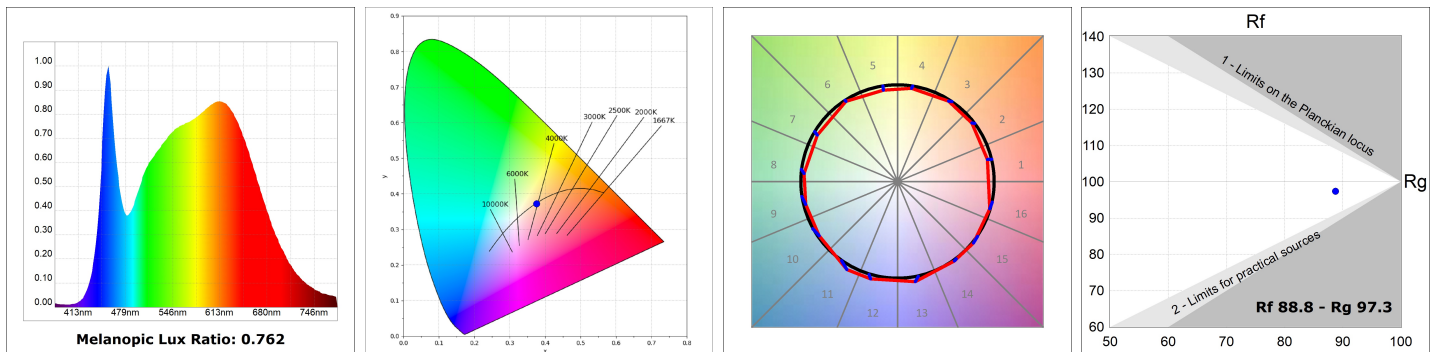 1.00
0.90
0.80
0.70
0.60
0.50
0.40
0.30
0.20
0.10
0.00
413nm 479nm 546nm 613nm 680nm 746nm
Melanopic Lux Ratio: 0.762
0.9
0.8
0.7
0.6
0.5
0.4
0.3
0.2
0.1
0.0
y
0.0 0.1 0.2 0.3 0.4 0.5 0.6 0.7 0.8
x
10000K
6000K
4000K
3000K
2500K
2000K
1667K
1
2
3
4
5
6
7
8
9
10
11
12
13
14
15
16
Rf
140
130
120
110
100
90
80
70
60
50 60 70 80 90 100
Rg
1 - Limits on the Planckian locus
2 - Limits for practical sources
Rf 88.8 - Rg 97.3